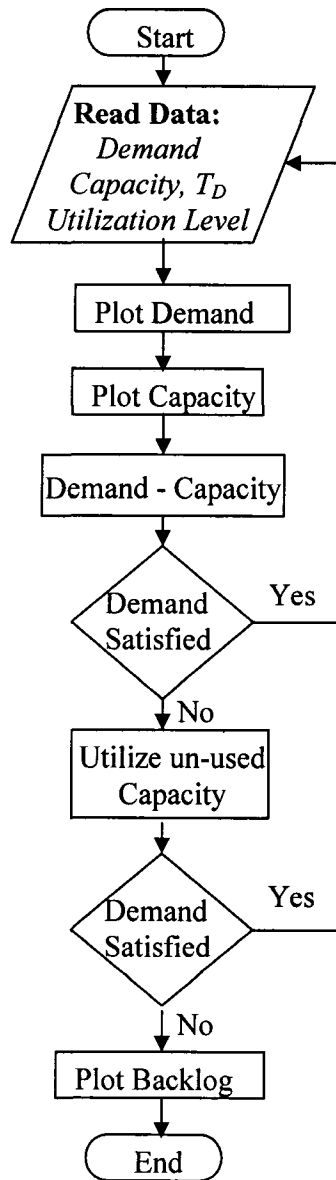 Start
Read Data:
Demand
Capacity, T_D
Utilization Level
Plot Demand
Plot Capacity
Demand - Capacity
Demand
Satisfied
Yes
No
Utilize un-used
Capacity
Demand
Satisfied
Yes
No
Plot Backlog
End